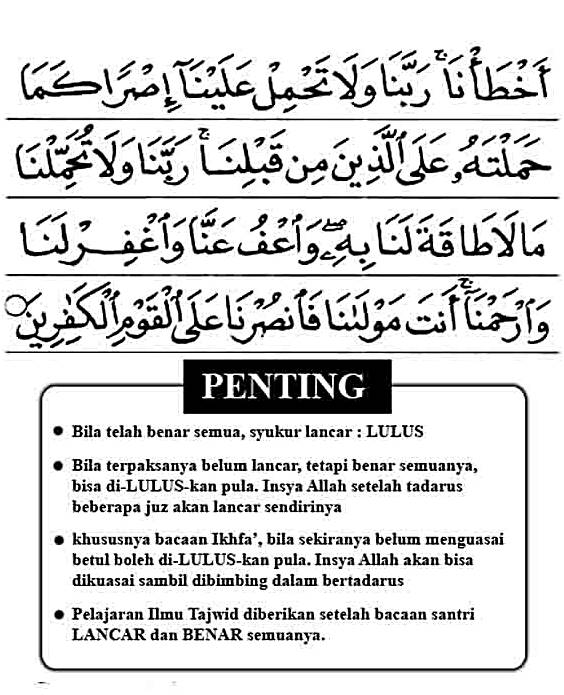 أَخْطَأْنَا ۚ رَبَّنَا وَلَا تَحْمِلْ عَلَيْنَآ إِصْرًا كَمَا
حَمَلْتَهُۥ عَلَى ٱلَّذِينَ مِن قَبْلِنَا ۚ رَبَّنَا وَلَا تُحَمِّلْنَا
مَا لَا طَاقَةَ لَنَا بِهِۦ ۖ وَٱعْفُ عَنَّا وَٱغْفِرْ لَنَا
وَٱرْحَمْنَآ ۚ أَنتَ مَوْلَىٰنَا فَٱنصُرْنَا عَلَى ٱلْقَوْمِ ٱلْكَٰفِرِينَ
PENTING
• Bila telah benar semua, syukur lancar : LULUS
• Bila terpaksanya belum lancar, tetapi benar semuanya,
bisa di-LULUS-kan pula. Insya Allah setelah tadarus
beberapa juz akan lancar sendirinya
• khususnya bacaan Ikhfa’, bila sekiranya belum menguasai
betul boleh di-LULUS-kan pula. Insya Allah akan bisa
dikuasai sambil dibimbing dalam bertadarus
• Pelajaran Ilmu Tajwid diberikan setelah bacaan santri
LANCAR dan BENAR semuanya.